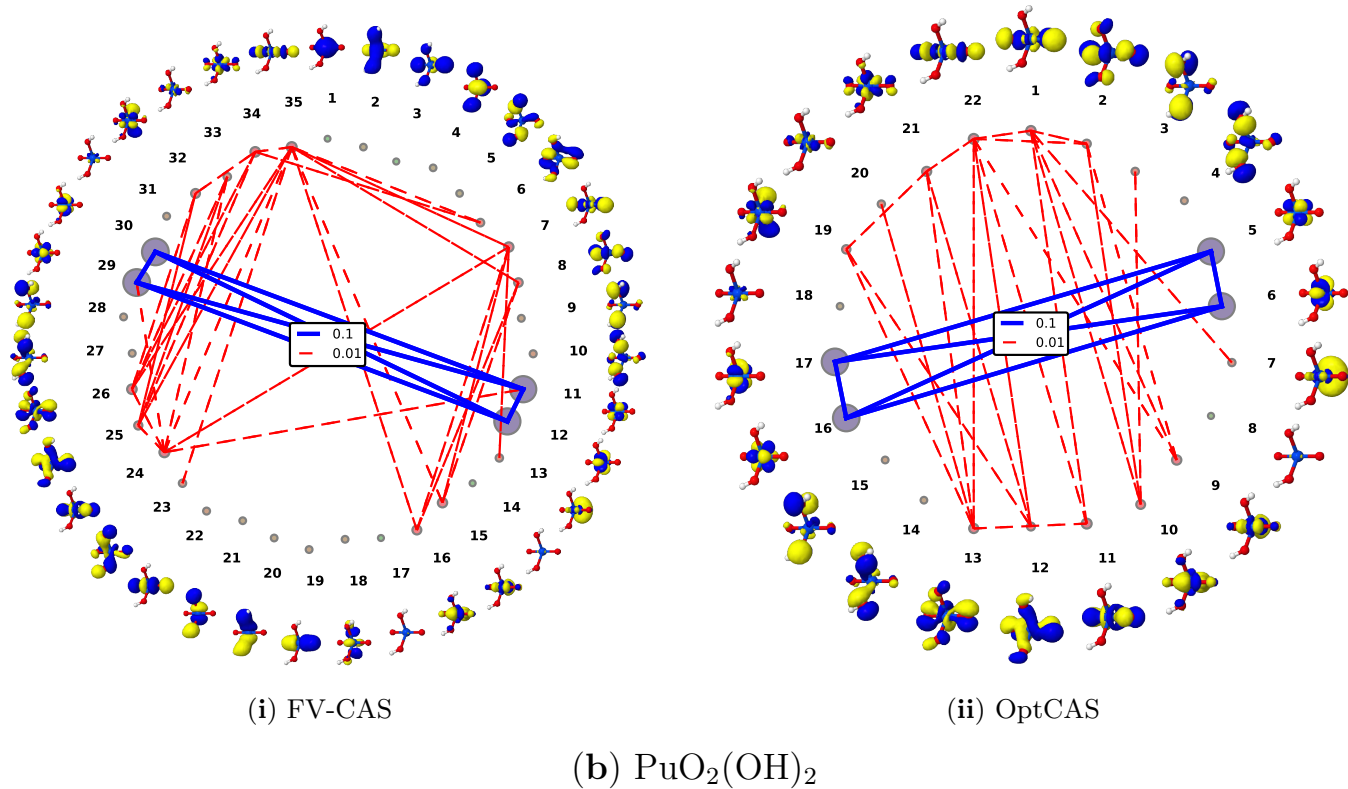 35 1 2 3 4 5 6 7 8 9 10 11 12 13 14 15 16 17 18 19 20 21 22 23 24 25 26 27 28 29 30 31 32 33 34
0.1
0.01
(i) FV-CAS
22 1 2 3 4 5 6 7 8 9 10 11 12 13 14 15 16 17 18 19 20 21
0.1
0.01
(ii) OptCAS
(b) PuO₂(OH)₂